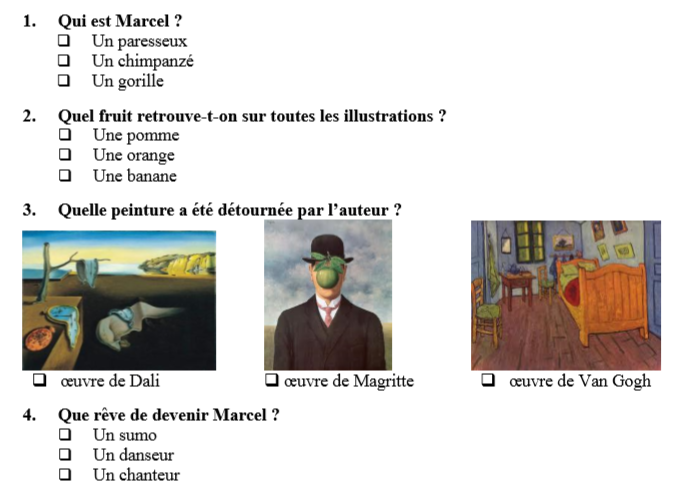 1. Qui est Marcel ?
❑ Un paresseux
❑ Un chimpanzé
❑ Un gorille
2. Quel fruit retrouve-t-on sur toutes les illustrations ?
❑ Une pomme
❑ Une orange
❑ Une banane
3. Quelle peinture a été détournée par l'auteur ?
❑ œuvre de Dali ❑ œuvre de Magritte ❑ œuvre de Van Gogh
4. Que rêve de devenir Marcel ?
❑ Un sumo
❑ Un danseur
❑ Un chanteur